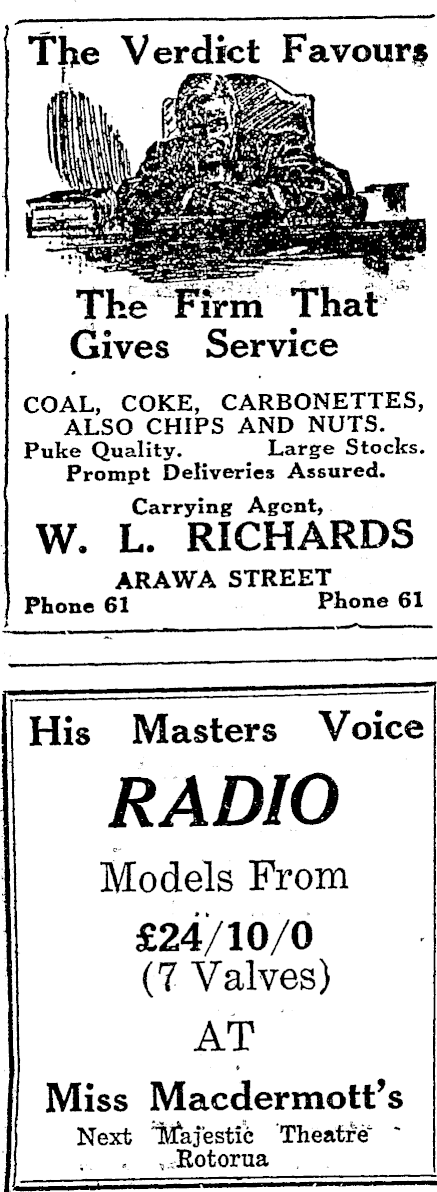 The Verdict Favours
The Firm That
Gives Service
COAL, COKE, CARBONETTES,
ALSO CHIPS AND NUTS.
Puke Quality. Large Stocks.
Prompt Deliveries Assured.
Carrying Agent,
W. L. RICHARDS
ARAWA STREET
Phone 61 Phone 61
His Masters Voice
RADIO
Models From
£24/10/0
(7 Valves)
AT
Miss Macdermott's
Next Majestic Theatre
Rotorua